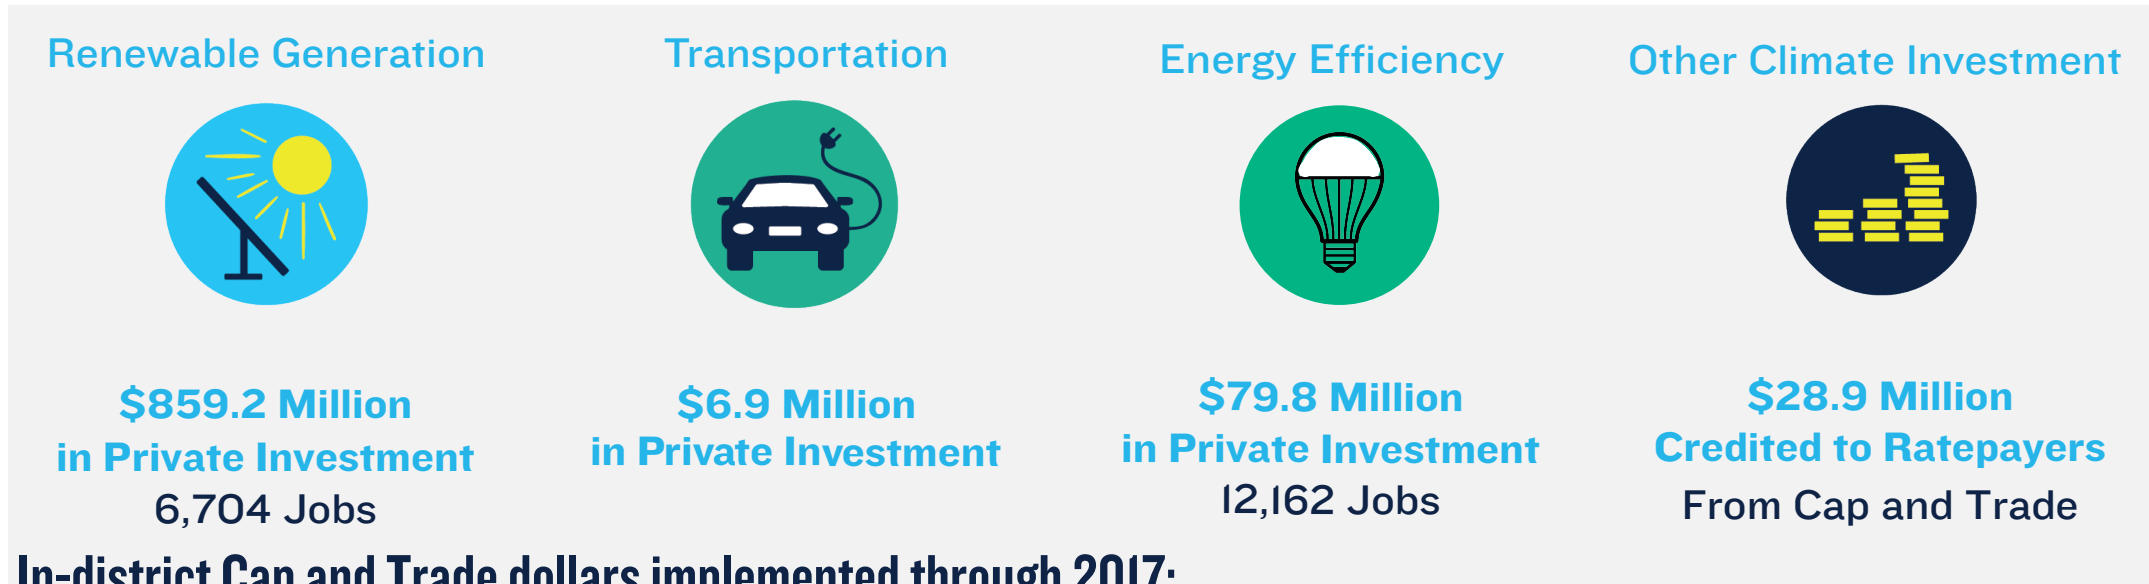 Renewable Generation
Transportation
Energy Efficiency
Other Climate Investment
$859.2 Million
in Private Investment
6,704 Jobs
$6.9 Million
in Private Investment
$79.8 Million
in Private Investment
12,162 Jobs
$28.9 Million
Credited to Ratepayers
From Cap and Trade
In-district Cap and Trade dollars implemented through 2017: